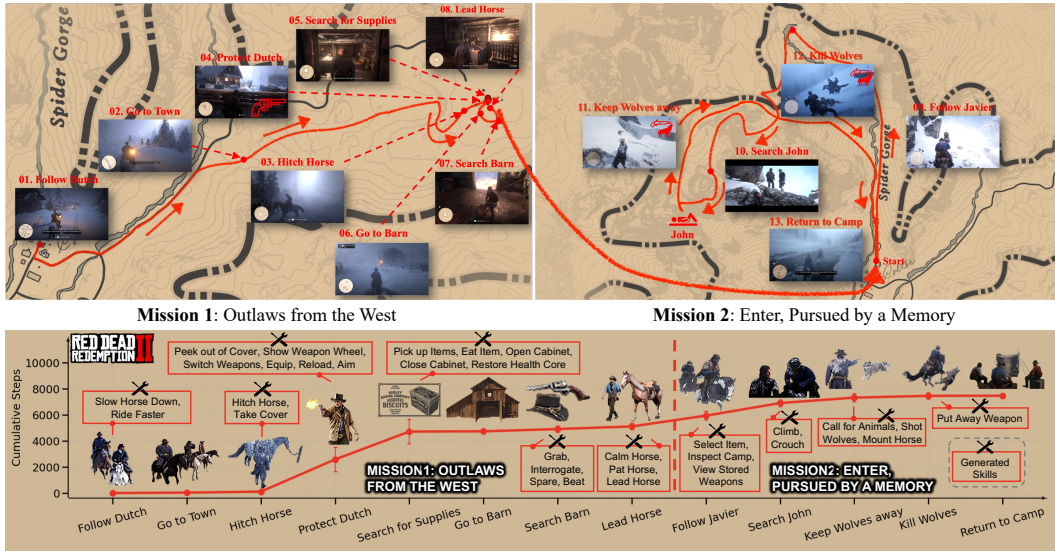 08. Lead Horse
05. Search for Supplies
04. Protect Dutch
02. Go to Town
01. Follow Dutch
03. Hitch Horse
07. Search Barn
06. Go to Barn
Spider Gorge
12. Kill Wolves
11. Keep Wolves away
09. Follow Javier
10. Search John
13. Return to Camp
John
Start
Spider Gorge
Mission 1: Outlaws from the West
Mission 2: Enter, Pursued by a Memory
RED DEAD
REDEMPTION II
Cumulative Steps
10000
8000
6000
4000
2000
0
Slow Horse Down,
Ride Faster
Hitch Horse,
Take Cover
Peek out of Cover, Show Weapon Wheel,
Switch Weapons, Equip, Reload, Aim
Pick up Items, Eat Item, Open Cabinet,
Close Cabinet, Restore Health Core
Grab,
Interrogate,
Spare, Beat
Calm Horse,
Pat Horse,
Lead Horse
Select Item,
Inspect Camp,
View Stored
Weapons
Climb,
Crouch
Call for Animals, Shot
Wolves, Mount Horse
Put Away Weapon
Generated
Skills
MISSION1: OUTLAWS
FROM THE WEST
MISSION2: ENTER,
PURSUED BY A MEMORY
Follow Dutch
Go to Town
Hitch Horse
Protect Dutch
Search for Supplies
Go to Barn
Search Barn
Lead Horse
Follow Javier
Search John
Keep Wolves away
Kill Wolves
Return to Camp